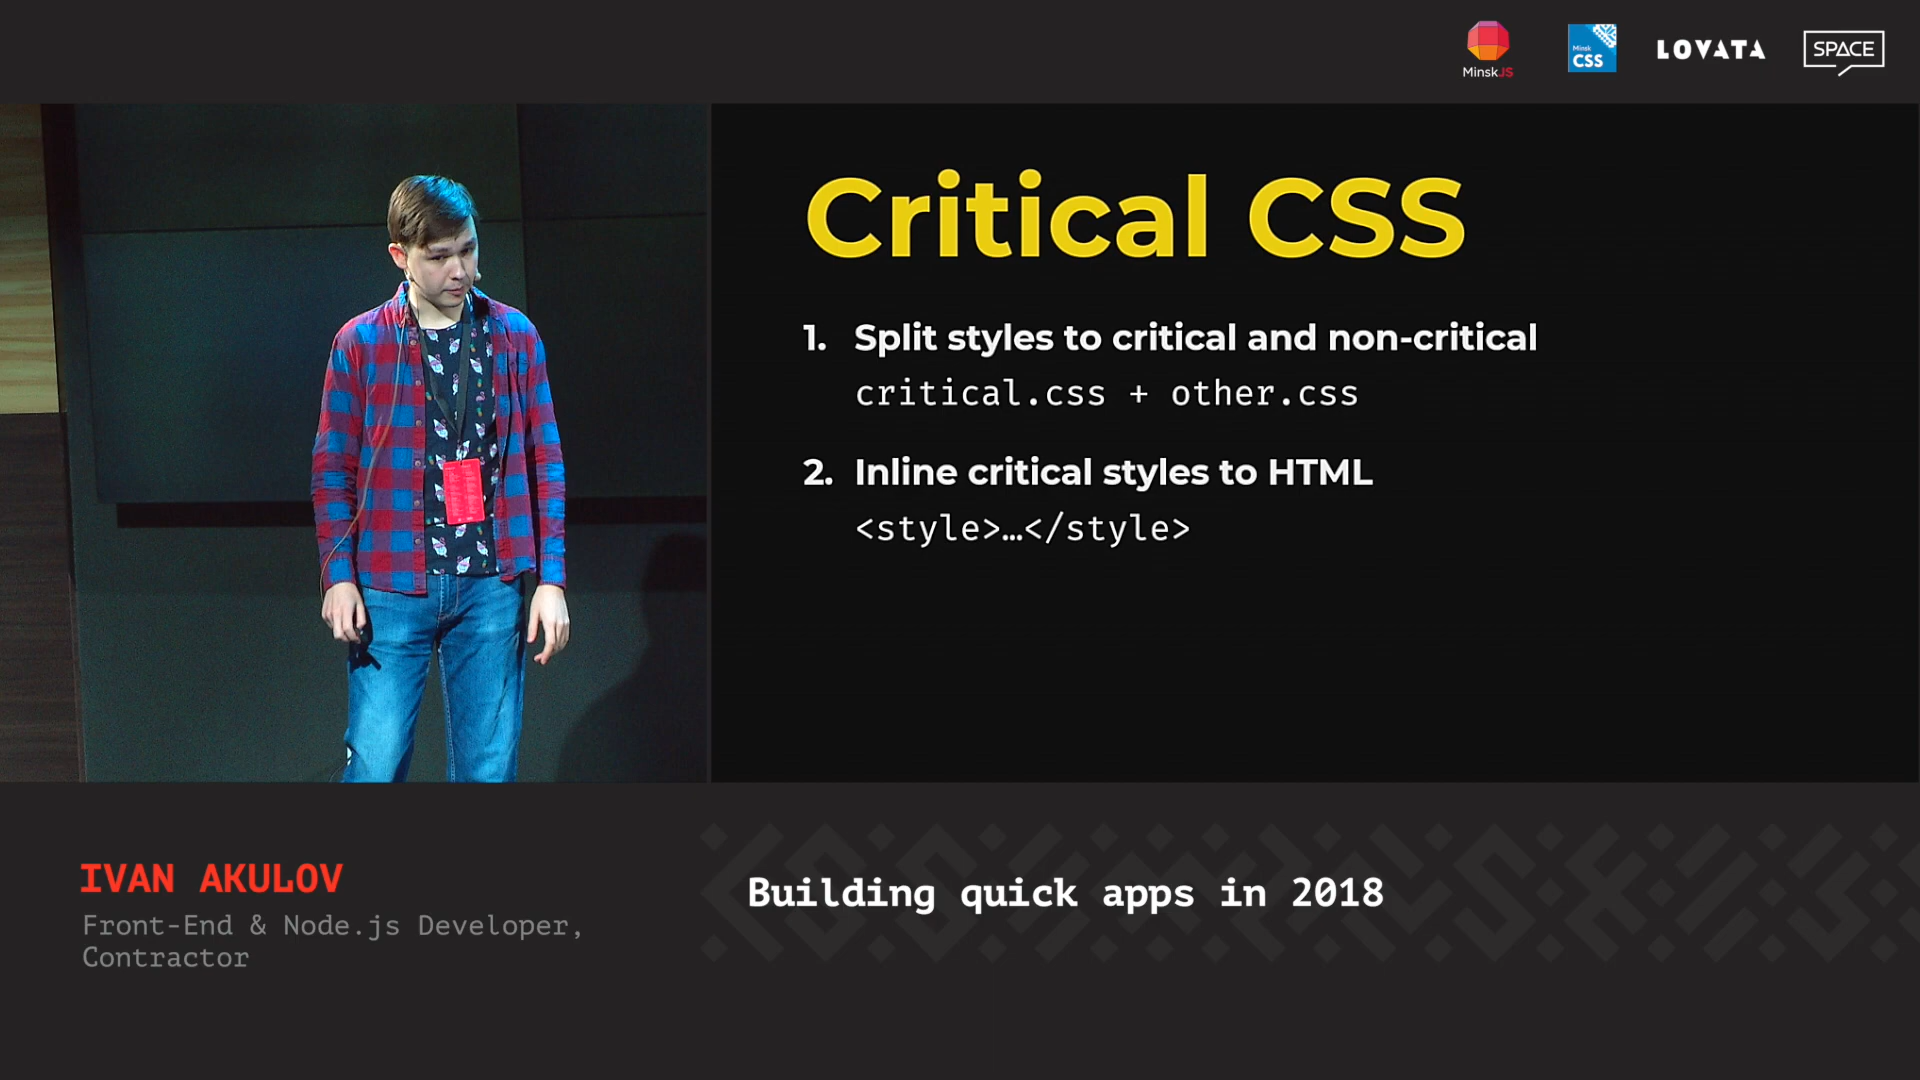 MinskJS
Minsk
CSS
LOVATA
SPACE
Critical CSS
1. Split styles to critical and non-critical
critical.css + other.css
2. Inline critical styles to HTML
<style>…</style>
IVAN AKULOV
Front-End & Node.js Developer,
Contractor
Building quick apps in 2018